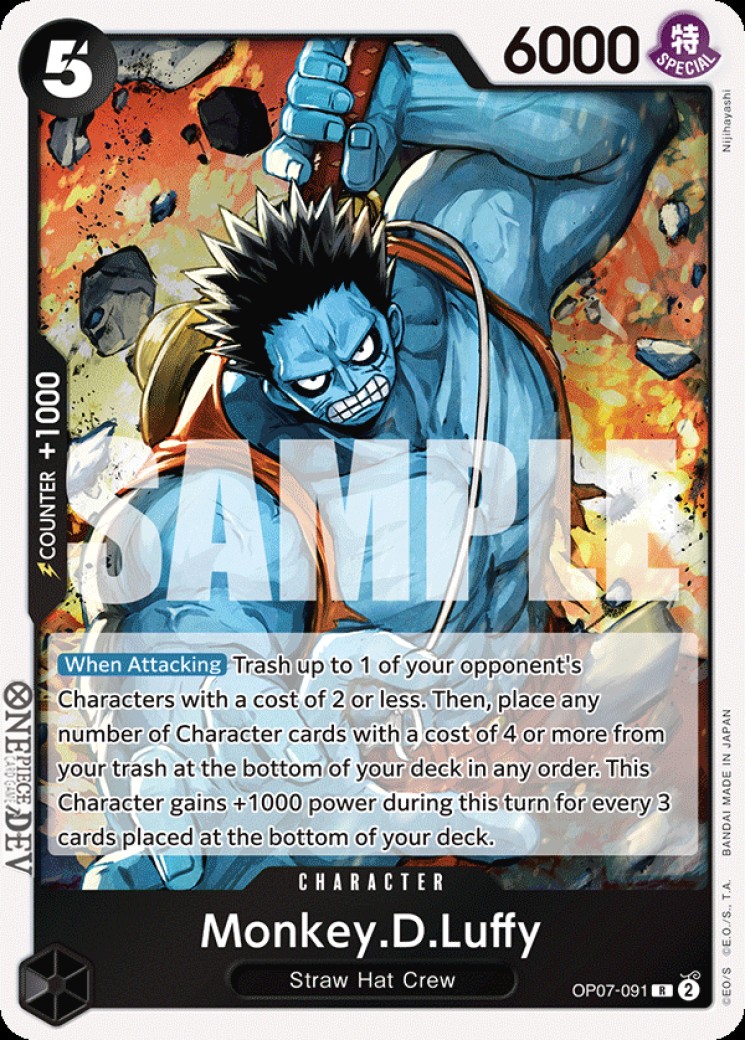 5
6000
特
SPECIAL
Nijihayashi
COUNTER +1000
SAMPLE
When Attacking Trash up to 1 of your opponent's
Characters with a cost of 2 or less. Then, place any
number of Character cards with a cost of 4 or more from
your trash at the bottom of your deck in any order. This
Character gains +1000 power during this turn for every 3
cards placed at the bottom of your deck.
ONE PIECE
CARD GAME
DEV
BANDAI MADE IN JAPAN
©E.O./S., T.A.
©EO/S
CHARACTER
Monkey.D.Luffy
Straw Hat Crew
OP07-091 R 2